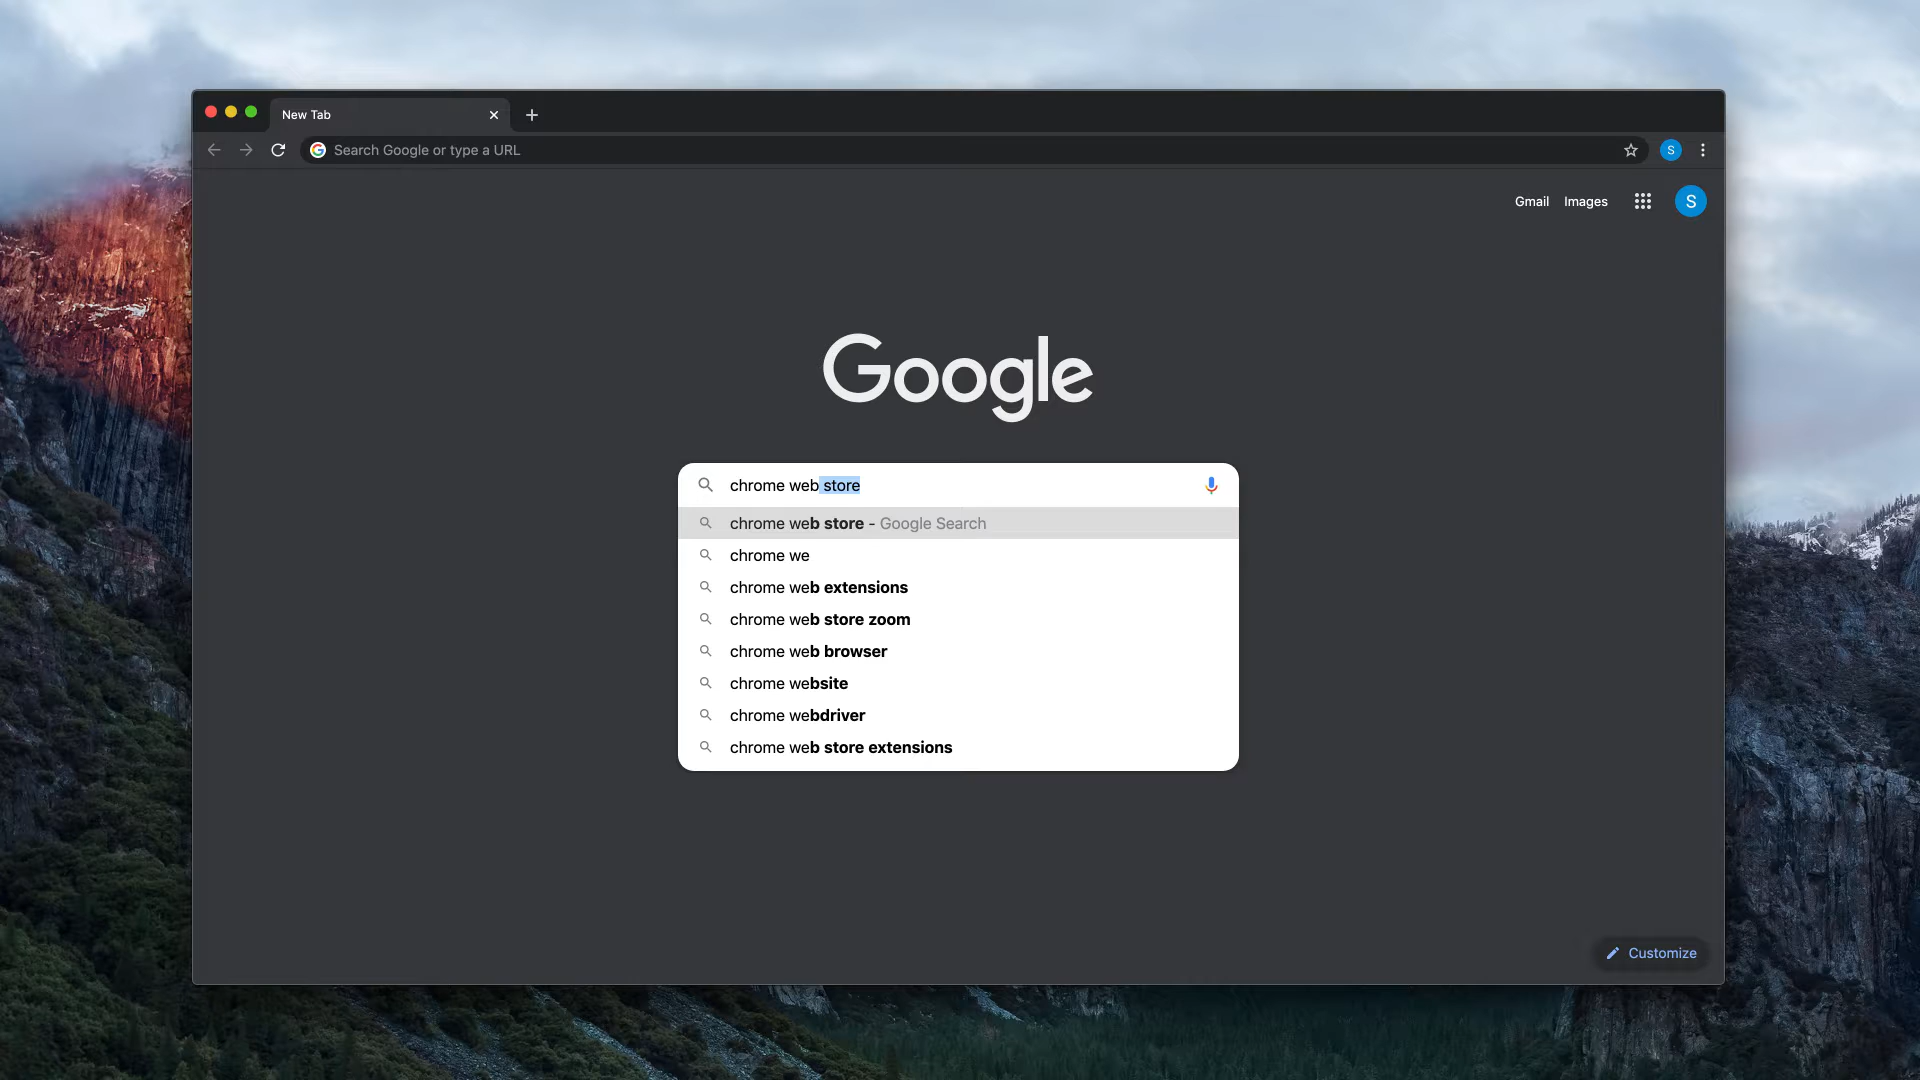 New Tab
Search Google or type a URL
S
Gmail Images S
Google
chrome web store
chrome web store - Google Search
chrome we
chrome web extensions
chrome web store zoom
chrome web browser
chrome website
chrome webdriver
chrome web store extensions
Customize